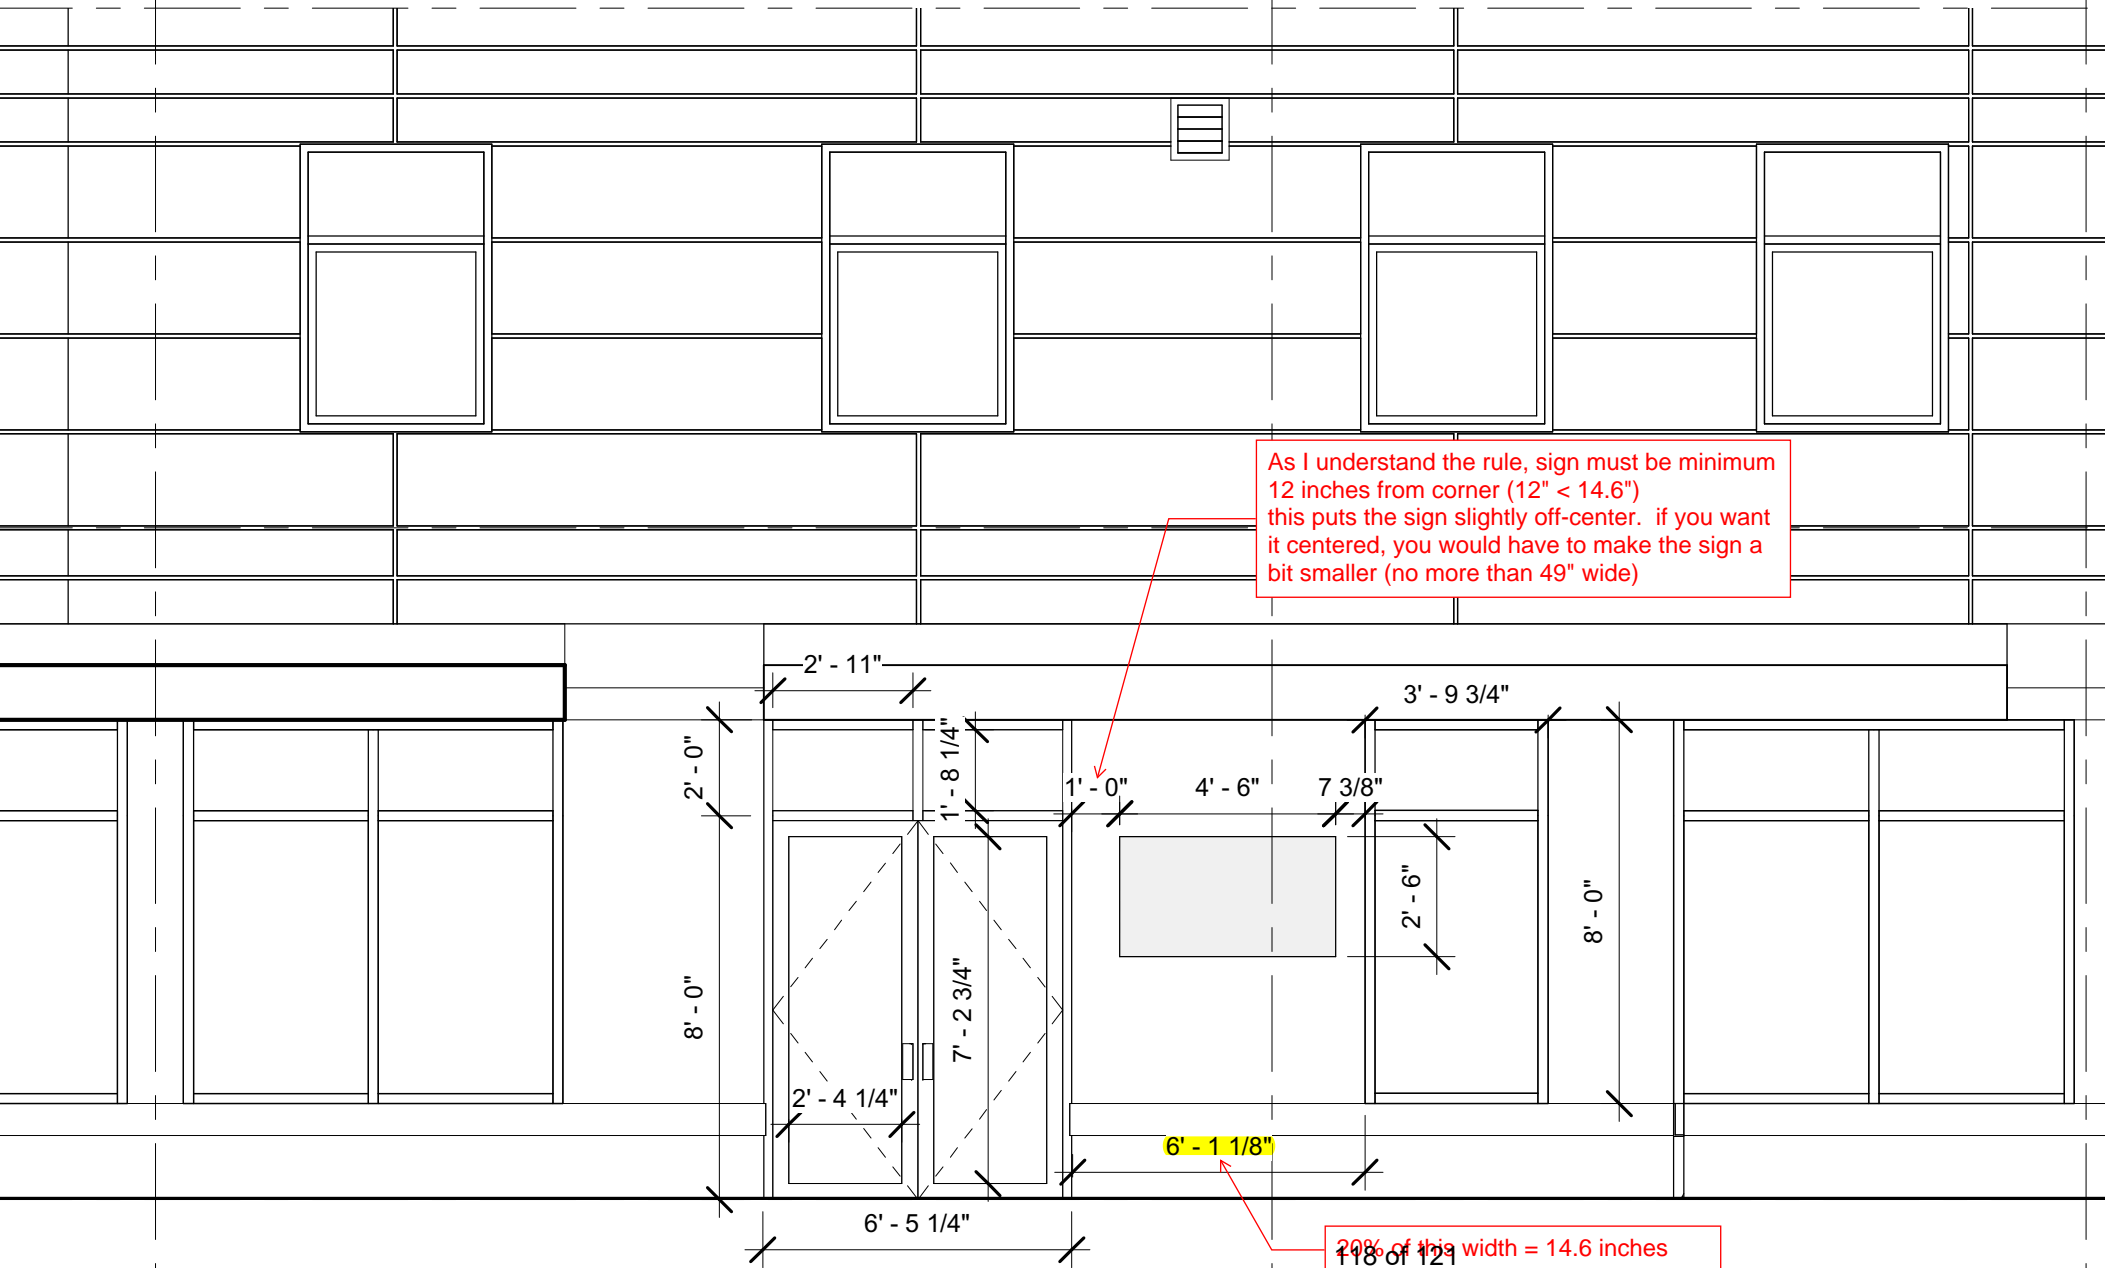 As I understand the rule, sign must be minimum
12 inches from corner (12" < 14.6")
this puts the sign slightly off-center.  if you want
it centered, you would have to make the sign a
bit smaller (no more than 49" wide)
2' - 11"
3' - 9 3/4"
2' - 0"
1' - 8 1/4"
1' - 0"
4' - 6"
7 3/8"
2' - 6"
8' - 0"
8' - 0"
7' - 2 3/4"
2' - 4 1/4"
6' - 1 1/8"
6' - 5 1/4"
20% of this width = 14.6 inches
118 of 121